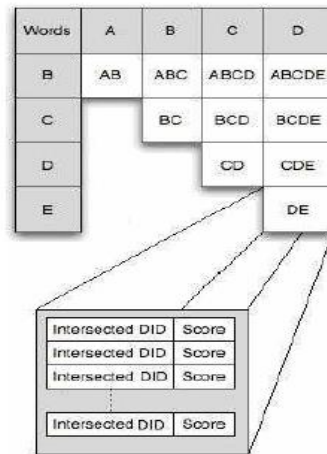 Words A B C D
B AB ABC ABCD ABCDE
C BC BCD BCDE
D CD CDE
E DE
Intersected DID Score
Intersected DID Score
Intersected DID Score
Intersected DID Score